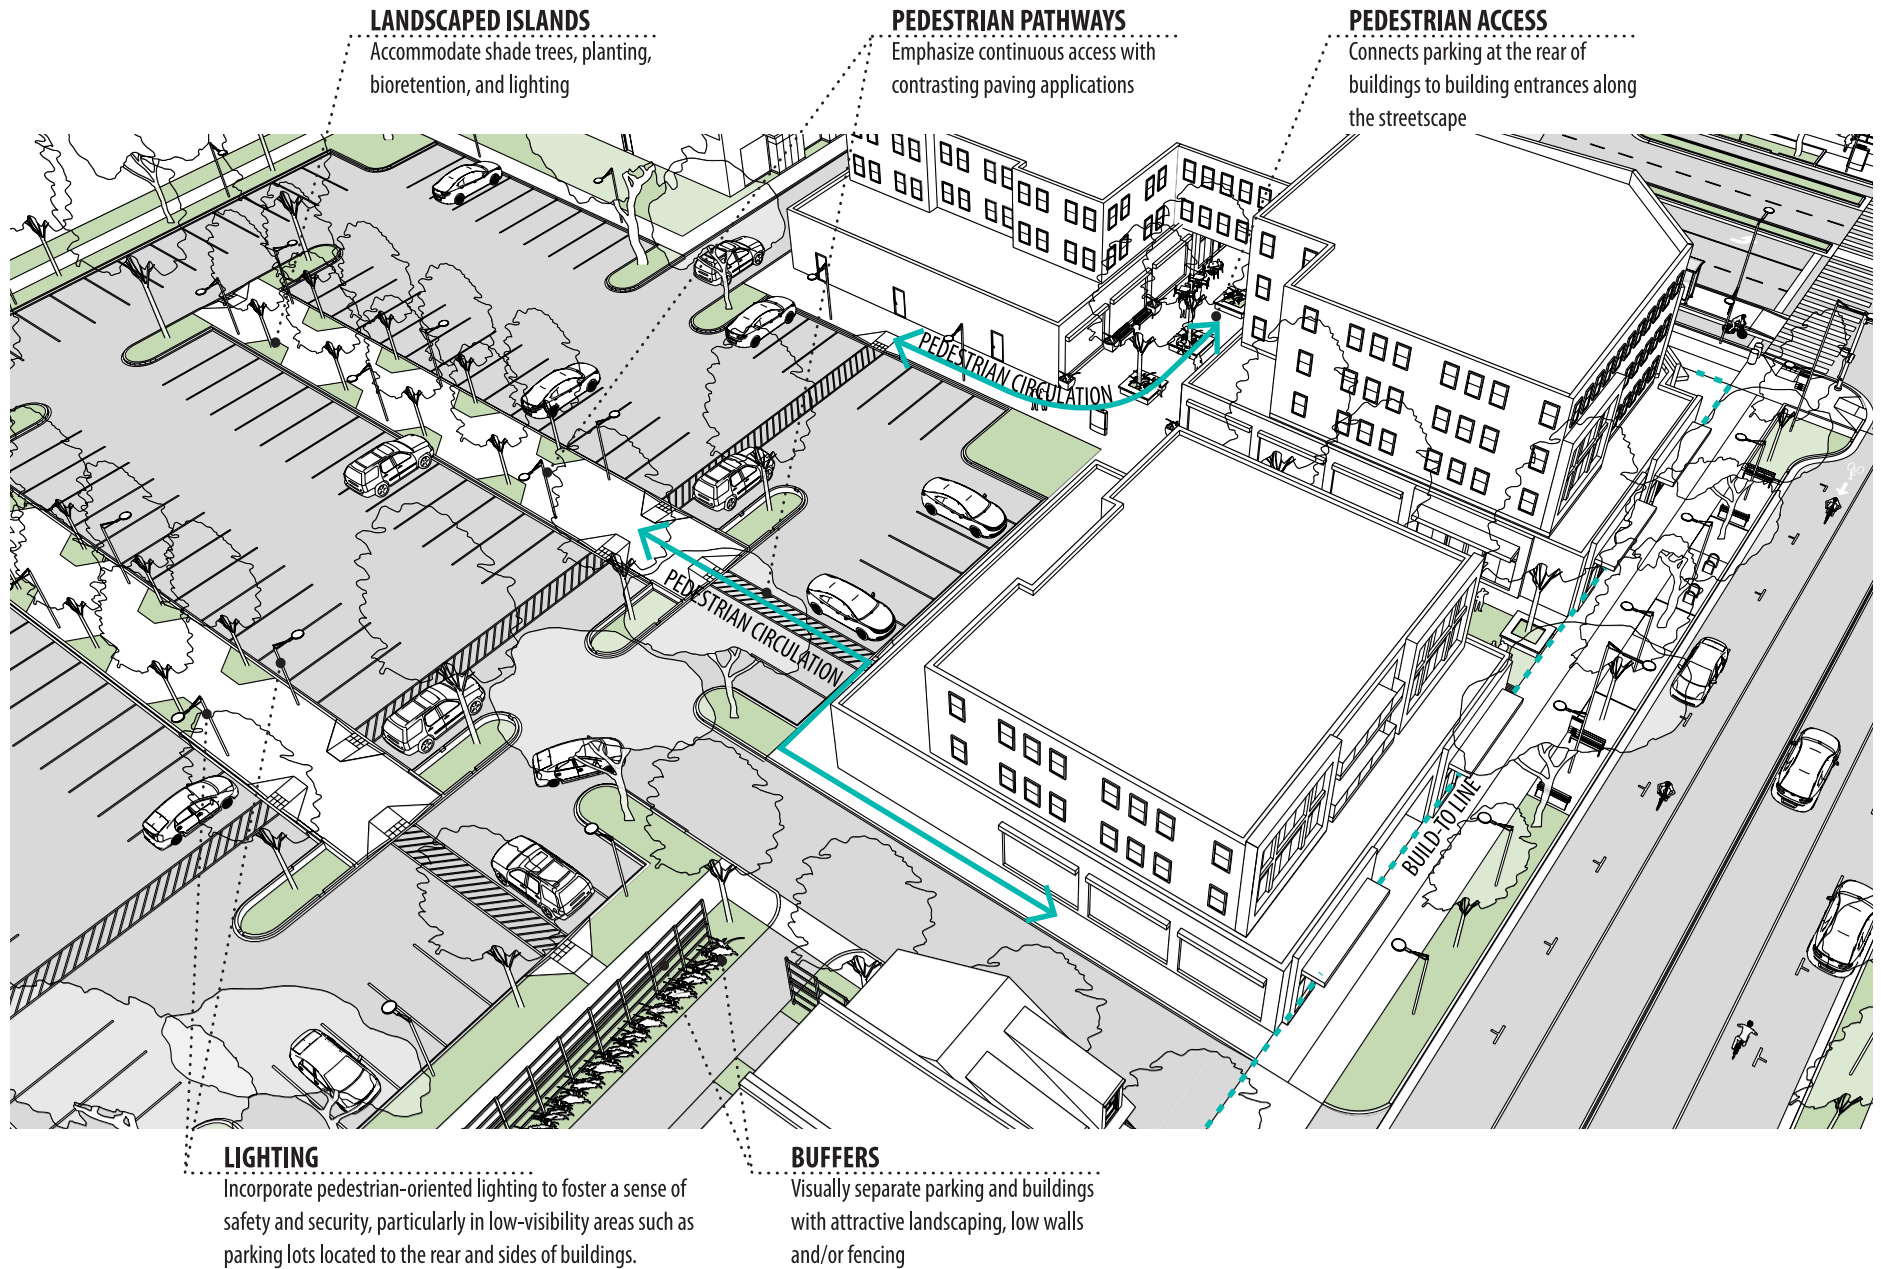 LANDSCAPED ISLANDS
Accommodate shade trees, planting,
bioretention, and lighting
PEDESTRIAN PATHWAYS
Emphasize continuous access with
contrasting paving applications
PEDESTRIAN ACCESS
Connects parking at the rear of
buildings to building entrances along
the streetscape
PEDESTRIAN CIRCULATION
PEDESTRIAN CIRCULATION
BUILD-TO LINE
LIGHTING
Incorporate pedestrian-oriented lighting to foster a sense of
safety and security, particularly in low-visibility areas such as
parking lots located to the rear and sides of buildings.
BUFFERS
Visually separate parking and buildings
with attractive landscaping, low walls
and/or fencing